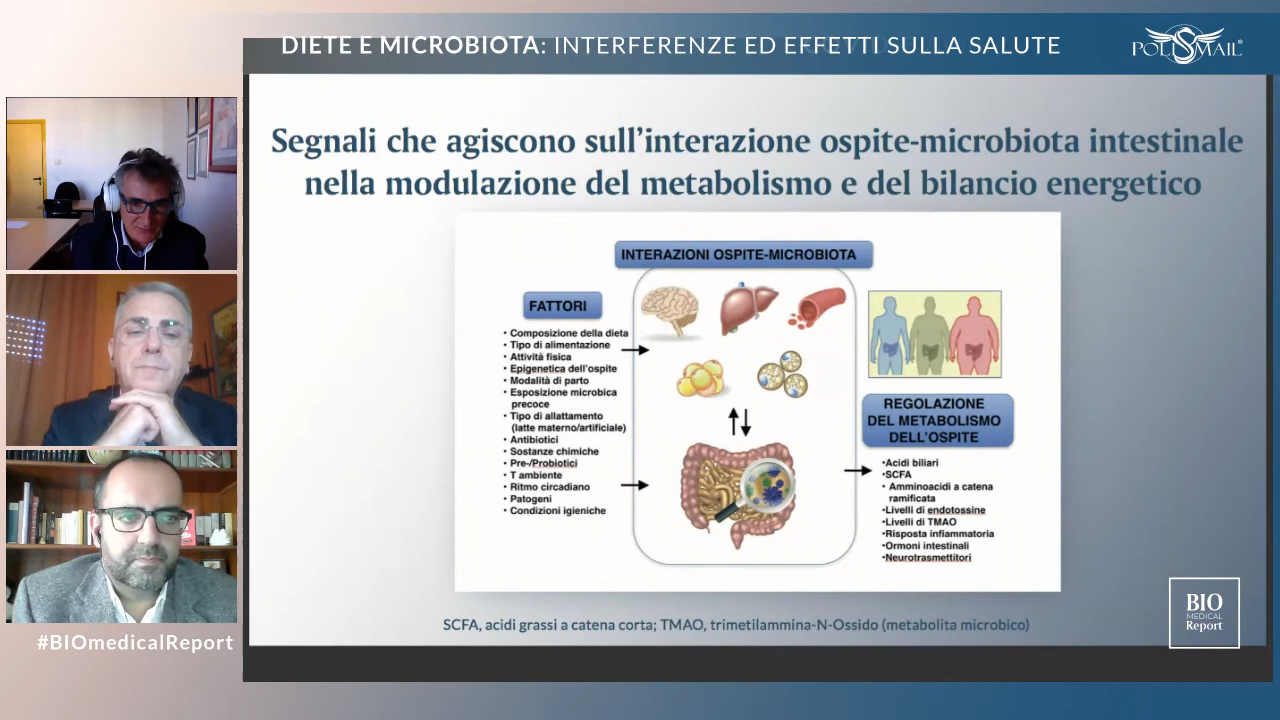 DIETE E MICROBIOTA: INTERFERENZE ED EFFETTI SULLA SALUTE
POLISMAIL®
Segnali che agiscono sull'interazione ospite-microbiota intestinale
nella modulazione del metabolismo e del bilancio energetico
INTERAZIONI OSPITE-MICROBIOTA
FATTORI
• Composizione della dieta
• Tipo di alimentazione
• Attività fisica
• Epigenetica dell'ospite
• Modalità di parto
• Esposizione microbica
precoce
• Tipo di allattamento
(latte materno/artificiale)
• Antibiotici
• Sostanze chimiche
• Pre-/Probiotici
• T ambiente
• Ritmo circadiano
• Patogeni
• Condizioni igieniche
REGOLAZIONE
DEL METABOLISMO
DELL'OSPITE
•Acidi biliari
•SCFA
• Amminoacidi a catena
ramificata
•Livelli di endotossine
•Livelli di TMAO
•Risposta infiammatoria
•Ormoni intestinali
•Neurotrasmettitori
SCFA, acidi grassi a catena corta; TMAO, trimetilammina-N-Ossido (metabolita microbico)
BIO
MEDICAL
Report
#BIOmedicalReport